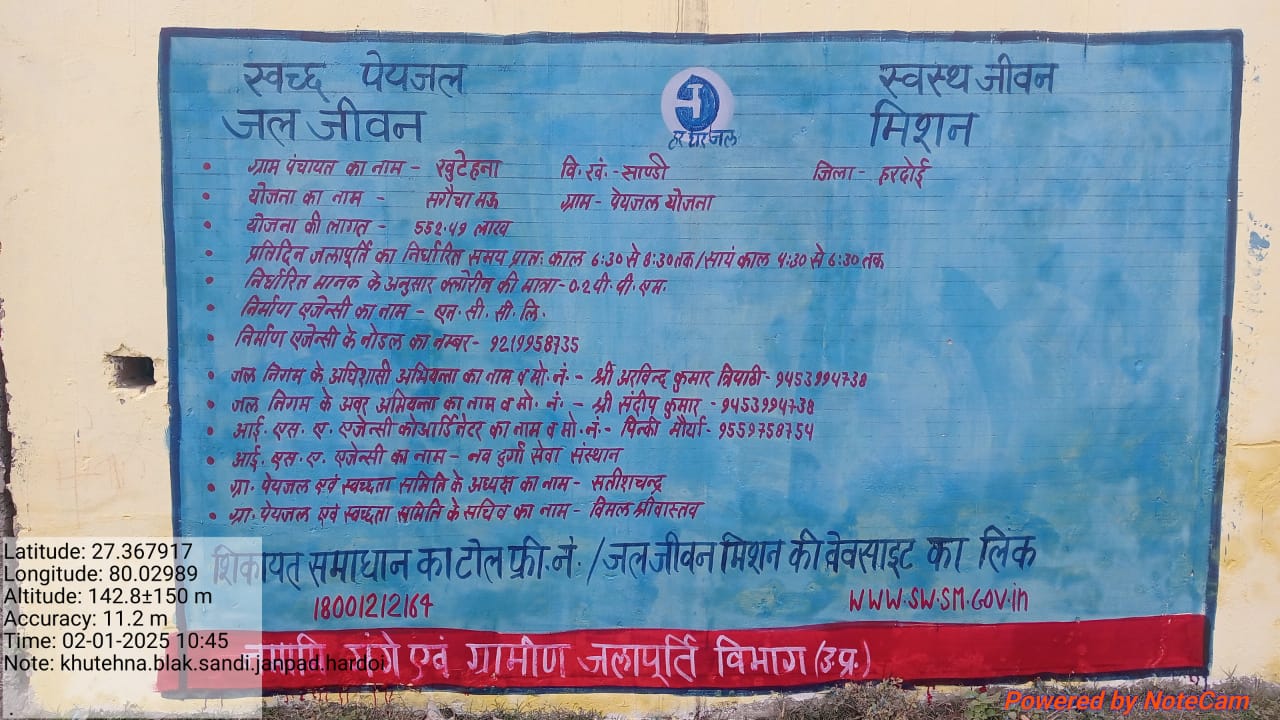 स्वच्छ पेयजल स्वस्थ जीवन
जल जीवन मिशन
हर घर जल
• ग्राम पंचायत का नाम - खुटेहना वि. खं. - साण्डी जिला - हरदोई
• योजना का नाम - सगैचा मऊ ग्राम - पेयजल योजना
• योजना की लागत - 552.49 लाख
• प्रतिदिन जलापूर्ति का निर्धारित समय प्रातः काल 6:30 से 8:30 तक / सायं काल 4:30 से 6:30 तक
• निर्धारित मानक के अनुसार क्लोरीन की मात्रा - 0.2 पी. पी. एम.
• निर्माण एजेन्सी का नाम - एन. सी. सी. लि.
• निर्माण एजेन्सी के नोडल का नम्बर - 9219958735
• जल निगम के अधिशासी अभियन्ता का नाम व मो. नं. - श्री अरविन्द कुमार त्रिपाठी - 9453994738
• जल निगम के अवर अभियन्ता का नाम व मो. नं. - श्री संदीप कुमार - 9453994738
• आई. एस. ए. एजेन्सी कोआर्डिनेटर का नाम व मो. नं. - पिन्की मौर्या - 9559758754
• आई. एस. ए. एजेन्सी का नाम - नव दुर्गा सेवा संस्थान
• ग्रा. पेयजल एवं स्वच्छता समिति के अध्यक्ष का नाम - सतीशचन्द्र
• ग्रा. पेयजल एवं स्वच्छता समिति के सचिव का नाम - विमल श्रीवास्तव
शिकायत समाधान का टोल फ्री. नं. / जल जीवन मिशन की वेवसाइट का लिंक
18001212164 WWW.SWSM.GOV.in
नमामि गंगे एवं ग्रामीण जलापूर्ति विभाग (उ.प्र.)
Latitude: 27.367917
Longitude: 80.02989
Altitude: 142.8±150 m
Accuracy: 11.2 m
Time: 02-01-2025 10:45
Note: khutehna.blak.sandi.janpad.hardoi
Powered by NoteCam